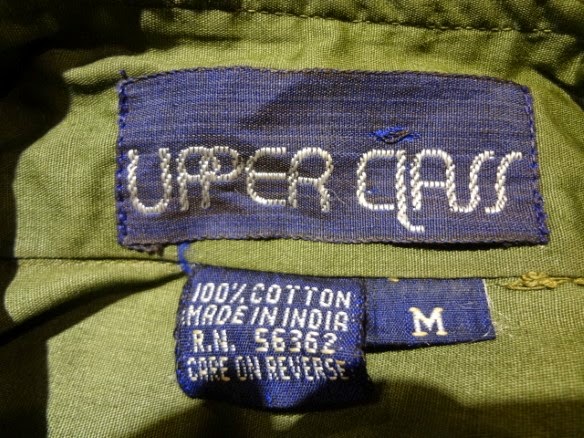 UPPER CLASS
100% COTTON
MADE IN INDIA
R.N. 56362
CARE ON REVERSE
M